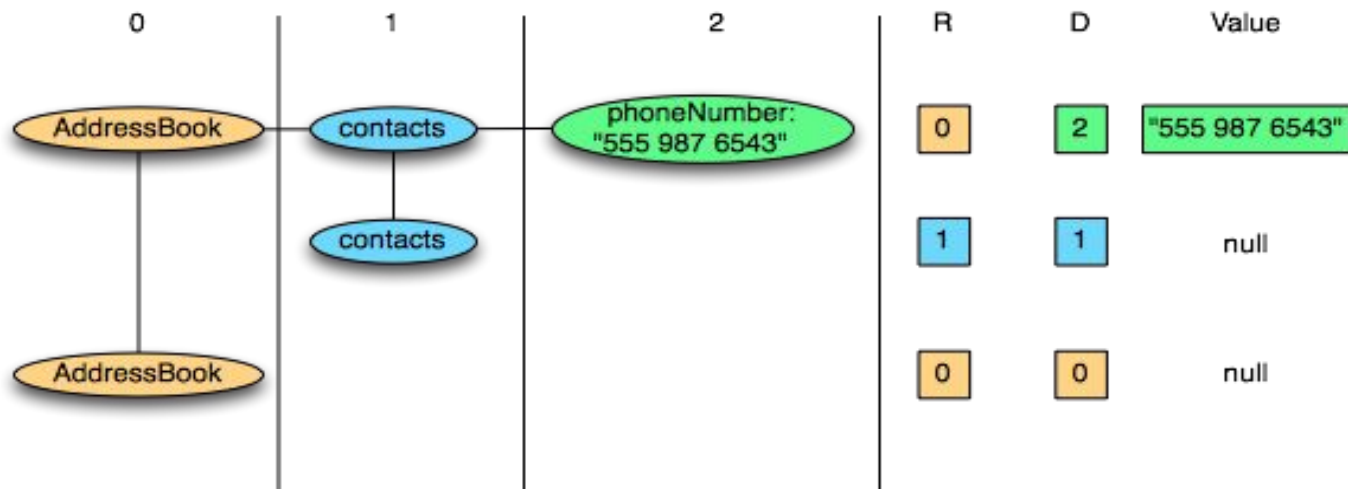 0 1 2 R D Value
AddressBook contacts phoneNumber: "555 987 6543" 0 2 "555 987 6543"
contacts 1 1 null
AddressBook 0 0 null